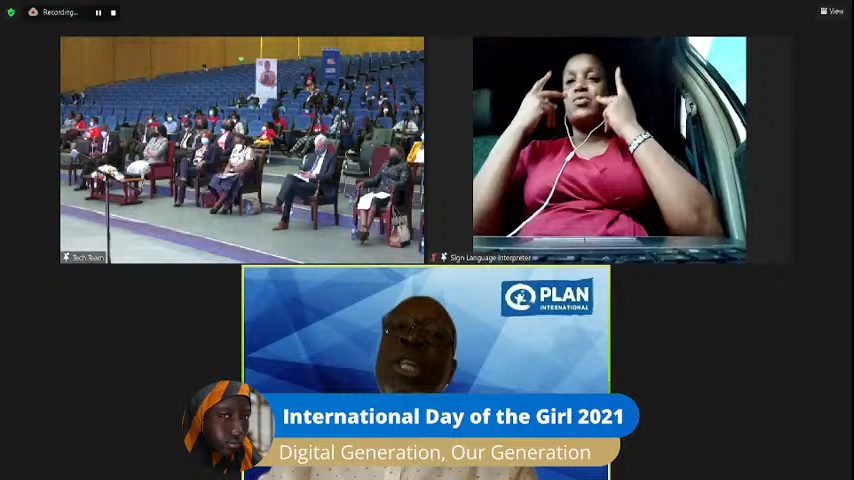 Recording...
View
Tech Team
Sign Language Interpreter
PLAN
INTERNATIONAL
International Day of the Girl 2021
Digital Generation, Our Generation